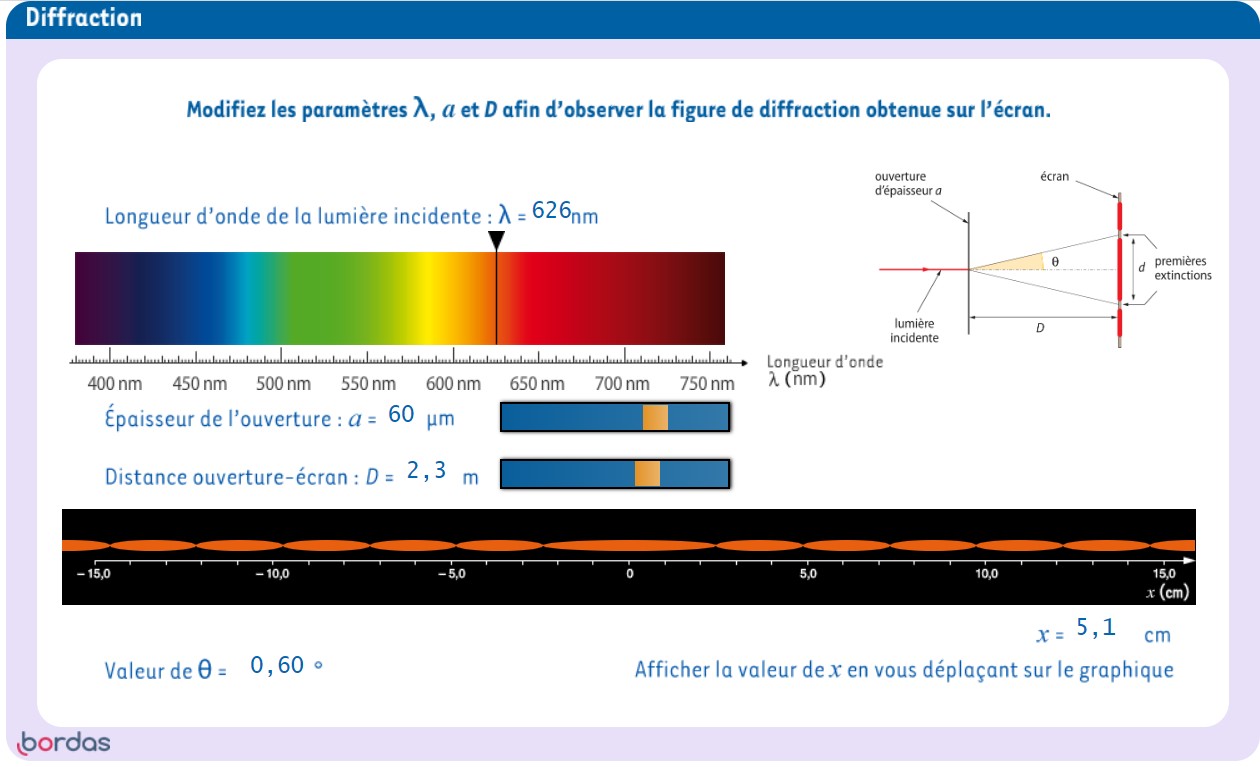 Diffraction
Modifiez les paramètres λ, a et D afin d'observer la figure de diffraction obtenue sur l'écran.
ouverture
d'épaisseur a
écran
Longueur d'onde de la lumière incidente : λ = 626nm
θ
d
premières
extinctions
lumière
incidente
D
400 nm 450 nm 500 nm 550 nm 600 nm 650 nm 700 nm 750 nm
Longueur d'onde
λ (nm)
Épaisseur de l'ouverture : a = 60 µm
Distance ouverture-écran : D = 2,3 m
−15,0 −10,0 −5,0 0 5,0 10,0 15,0
x (cm)
x = 5,1 cm
Valeur de θ = 0,60 °
Afficher la valeur de x en vous déplaçant sur le graphique
bordas